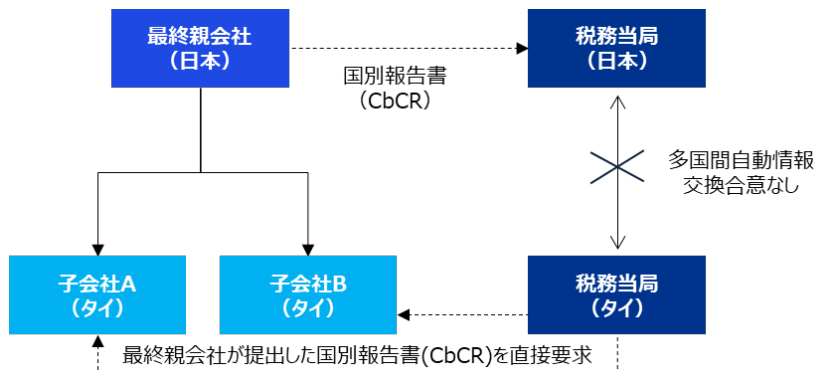 最終親会社
（日本）
税務当局
（日本）
国別報告書
（CbCR）
多国間自動情報
交換合意なし
子会社A
（タイ）
子会社B
（タイ）
税務当局
（タイ）
最終親会社が提出した国別報告書(CbCR)を直接要求